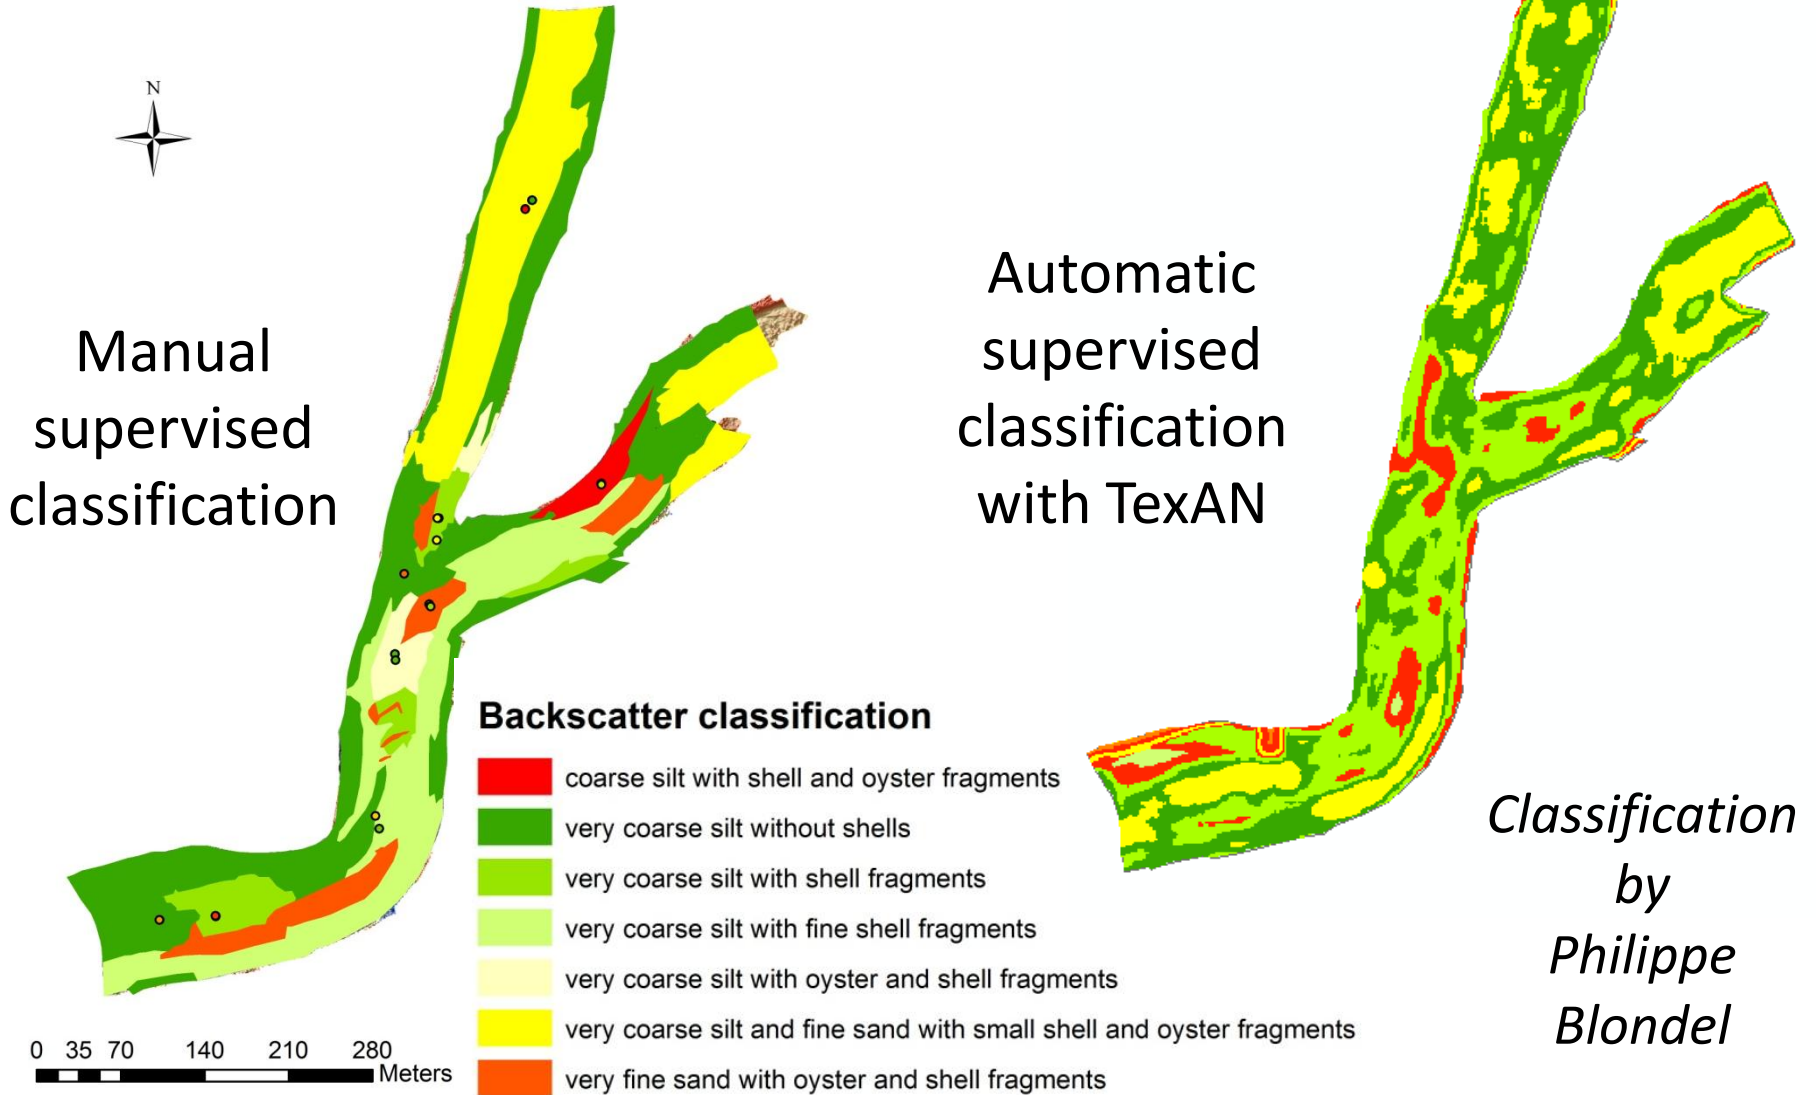 N
Manual
supervised
classification
Automatic
supervised
classification
with TexAN
Backscatter classification
coarse silt with shell and oyster fragments
very coarse silt without shells
very coarse silt with shell fragments
very coarse silt with fine shell fragments
very coarse silt with oyster and shell fragments
very coarse silt and fine sand with small shell and oyster fragments
very fine sand with oyster and shell fragments
Classification
by
Philippe
Blondel
0 35 70 140 210 280
Meters